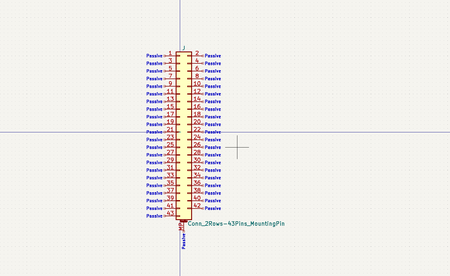 J
Passive 1 2 Passive
Passive 3 4 Passive
Passive 5 6 Passive
Passive 7 8 Passive
Passive 9 10 Passive
Passive 11 12 Passive
Passive 13 14 Passive
Passive 15 16 Passive
Passive 17 18 Passive
Passive 19 20 Passive
Passive 21 22 Passive
Passive 23 24 Passive
Passive 25 26 Passive
Passive 27 28 Passive
Passive 29 30 Passive
Passive 31 32 Passive
Passive 33 34 Passive
Passive 35 36 Passive
Passive 37 38 Passive
Passive 39 40 Passive
Passive 41 42 Passive
Passive 43
MP Conn_2Rows-43Pins_MountingPin
Passive